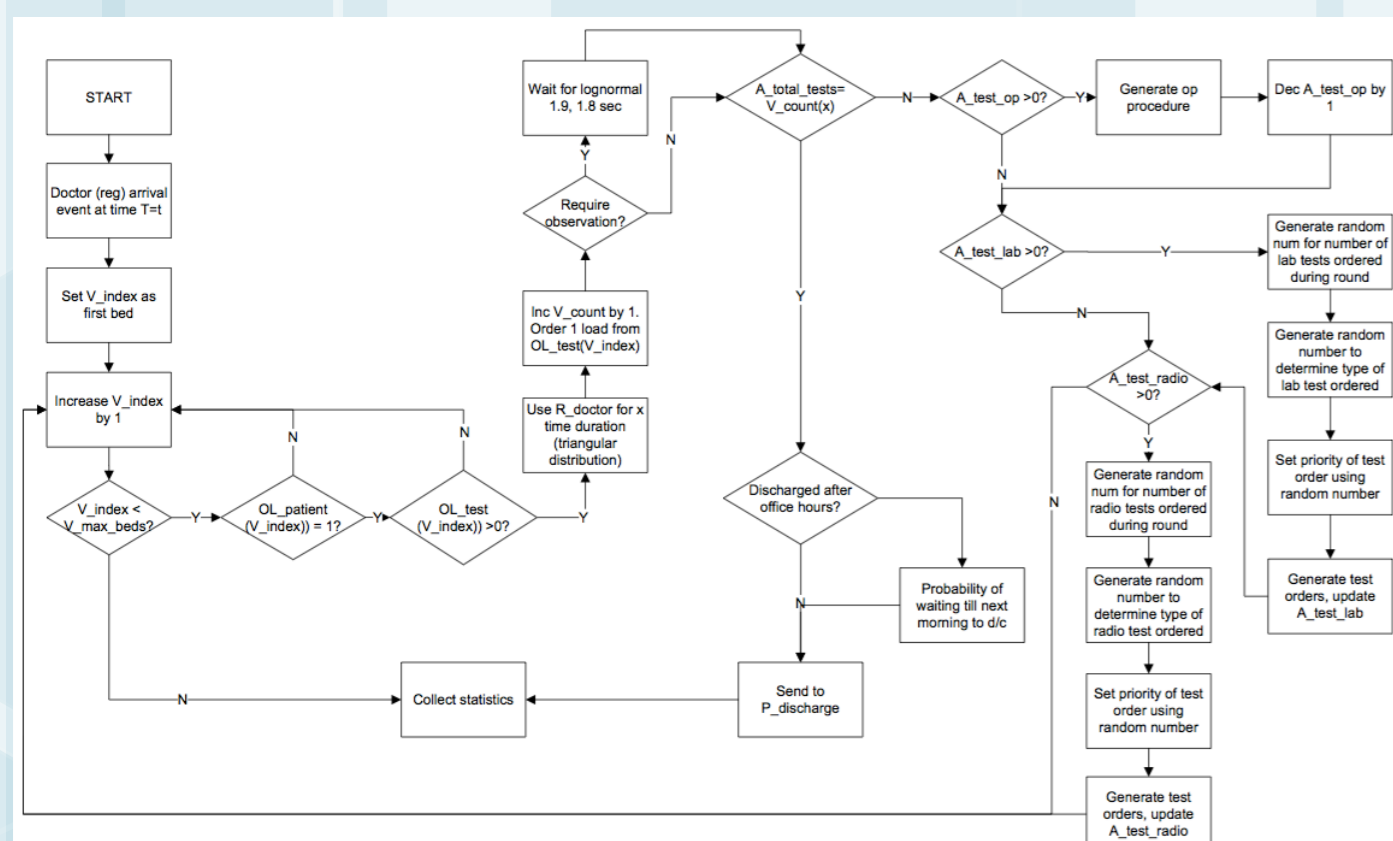 START
Doctor (reg) arrival
event at time T=t
Set V_index as
first bed
Increase V_index
by 1
V_index <
V_max_beds?
Y
N
OL_patient
(V_index)) = 1?
N
Y
OL_test
(V_index)) >0?
N
Y
Use R_doctor for x
time duration
(triangular
distribution)
Inc V_count by 1.
Order 1 load from
OL_test(V_index)
Require
observation?
Y
N
Wait for lognormal
1.9, 1.8 sec
A_total_tests=
V_count(x)
N
Y
A_test_op >0?
Y
N
Generate op
procedure
Dec A_test_op by
1
A_test_lab >0?
Y
N
Generate random
num for number of
lab tests ordered
during round
Generate random
number to
determine type of
lab test ordered
Set priority of test
order using
random number
Generate test
orders, update
A_test_lab
A_test_radio
>0?
Y
N
Generate random
num for number of
radio tests ordered
during round
Generate random
number to
determine type of
radio test ordered
Set priority of test
order using
random number
Generate test
orders, update
A_test_radio
Discharged after
office hours?
N
Probability of
waiting till next
morning to d/c
Send to
P_discharge
Collect statistics